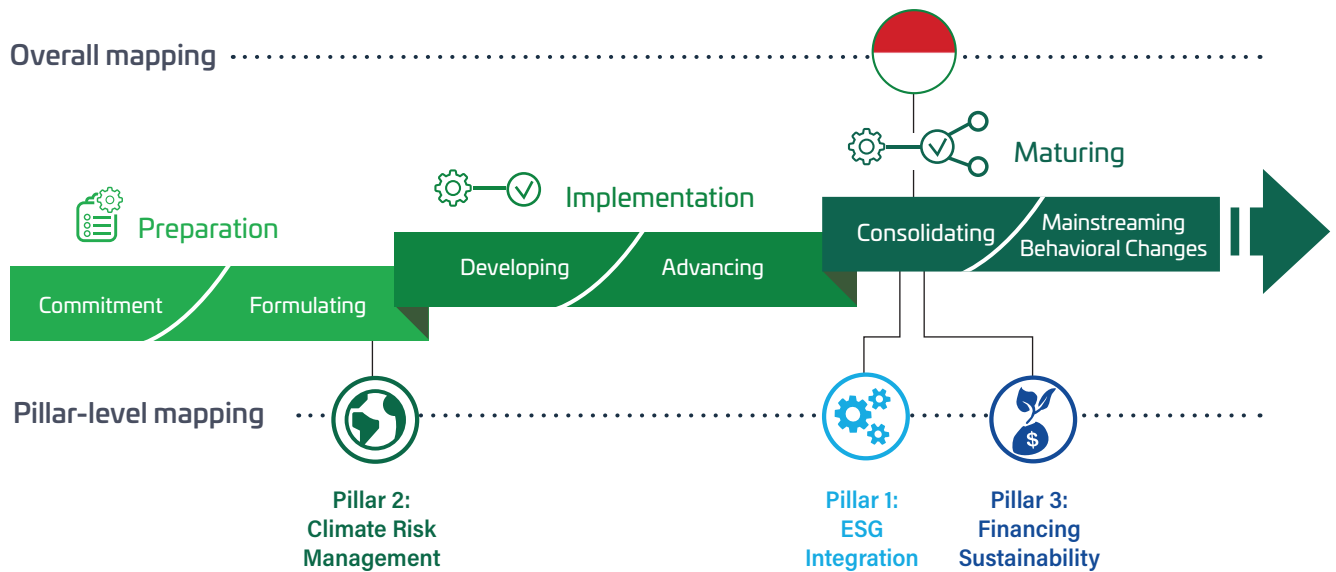 Overall mapping
Maturing
Implementation
Preparation
Consolidating
Mainstreaming
Behavioral Changes
Developing
Advancing
Commitment
Formulating
Pillar-level mapping
$
Pillar 2:
Climate Risk
Management
Pillar 1:
ESG
Integration
Pillar 3:
Financing
Sustainability